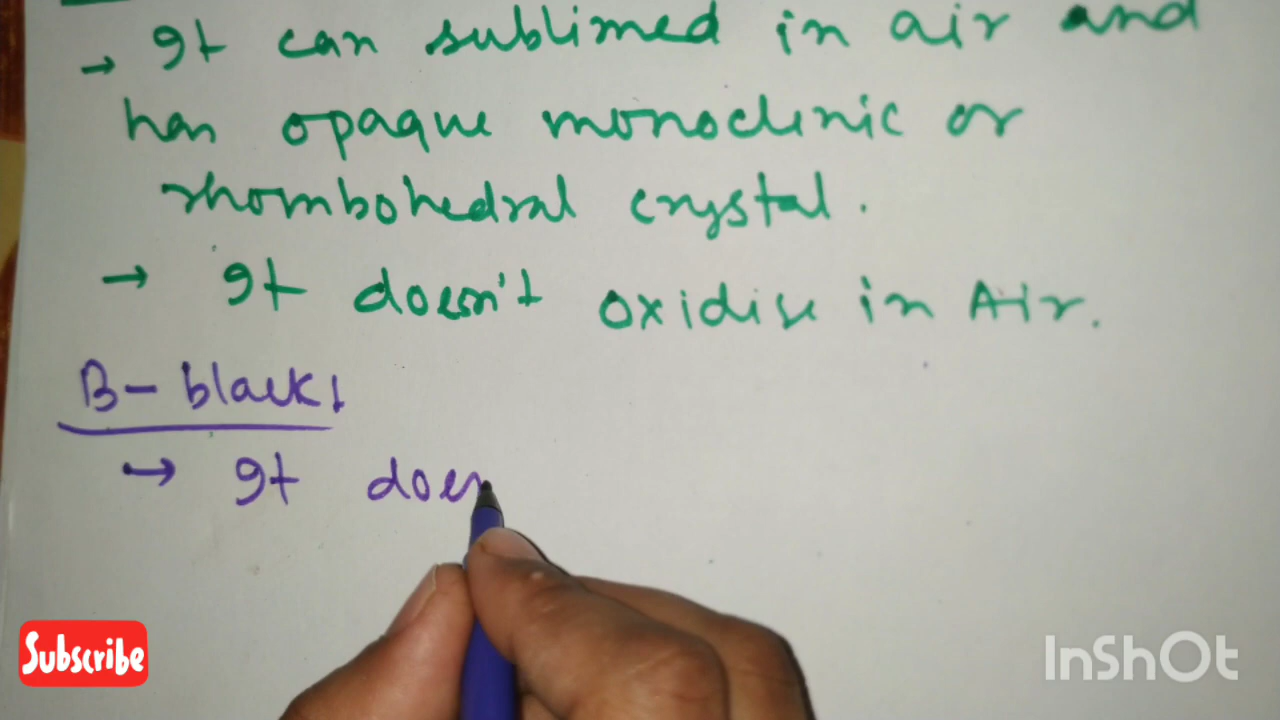 → It can sublimed in air and
has opaque monoclinic or
rhombohedral crystal.
→ It doesn't oxidise in Air.
B- black:
→ It does
Subscribe
InShOt